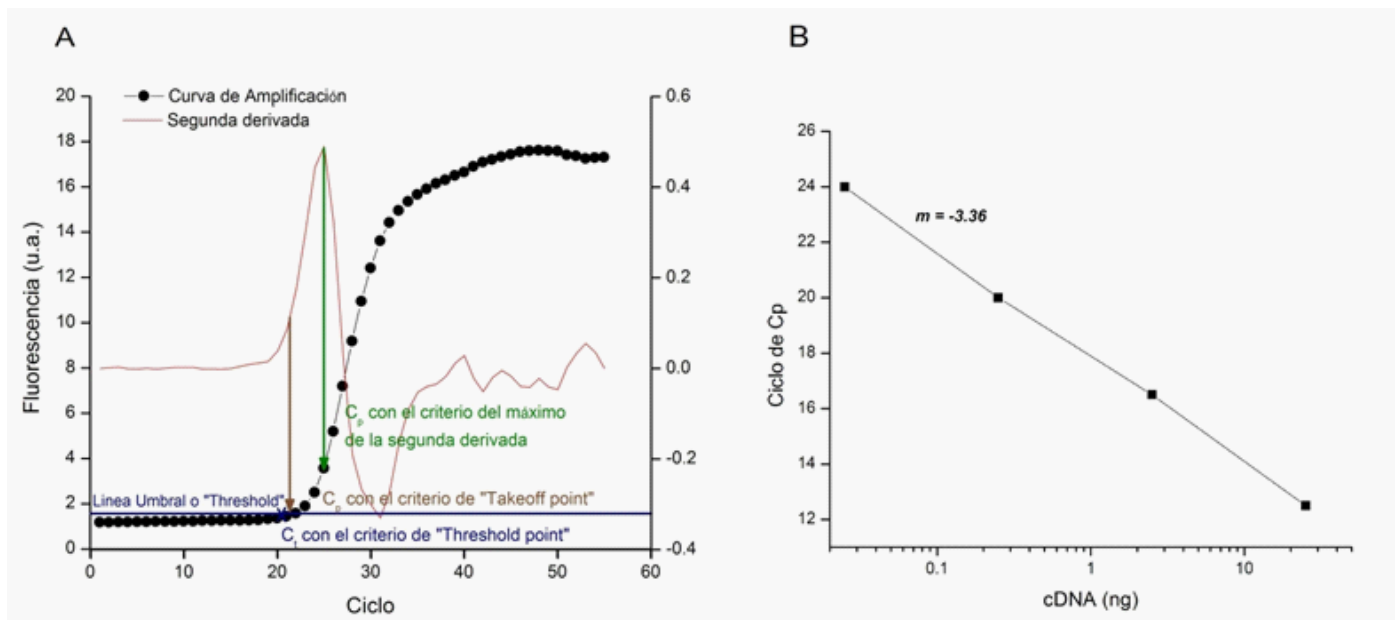 A
Curva de Amplificación
Segunda derivada
20
18
16
14
12
10
8
6
4
2
0
Fluorescencia (u.a.)
0.6
0.4
0.2
0.0
-0.2
-0.4
Cp con el criterio del máximo
de la segunda derivada
Linea Umbral o "Threshold"
Cp con el criterio de "Takeoff point"
Ct con el criterio de "Threshold point"
0 10 20 30 40 50 60
Ciclo
B
26
24
22
20
18
16
14
12
Ciclo de Cp
m = -3.36
0.1 1 10
cDNA (ng)